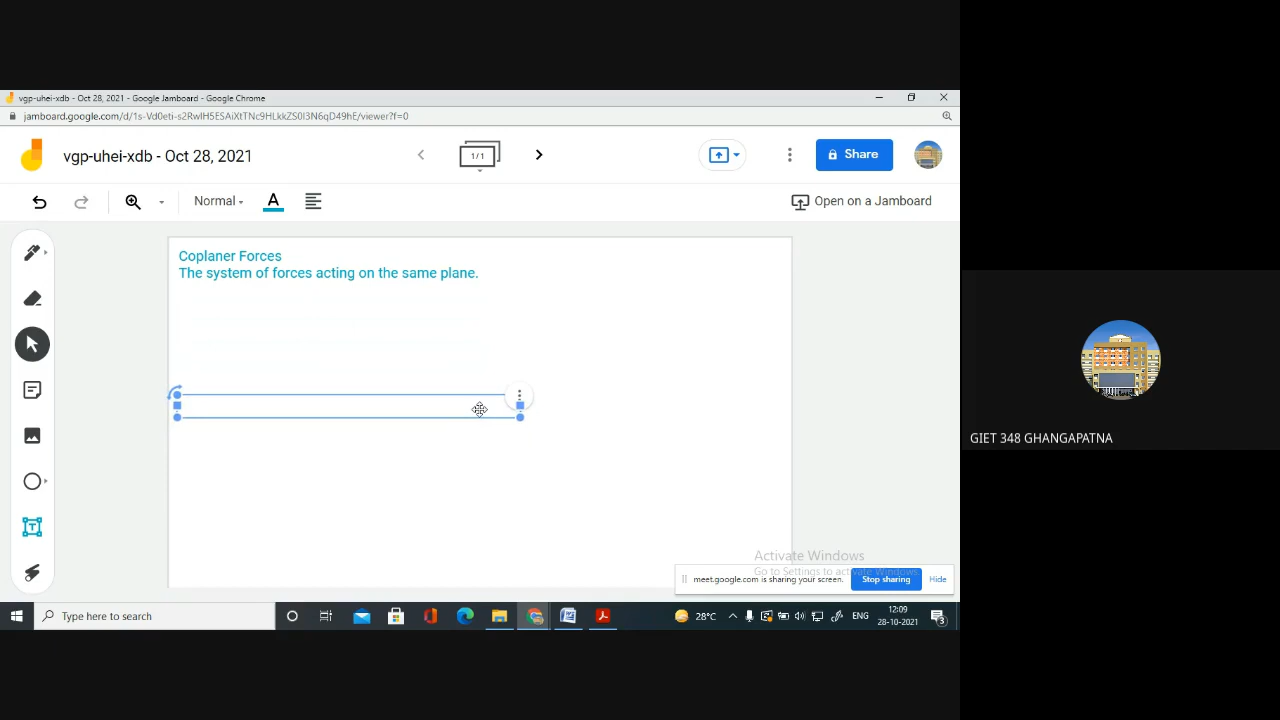 vgp-uhei-xdb - Oct 28, 2021 - Google Jamboard - Google Chrome
jamboard.google.com/d/1s-Vd0eti-s2RwIH5ESAiXtTNc9HLkkZS0I3N6qD49hE/viewer?f=0
vgp-uhei-xdb - Oct 28, 2021
1/1
Share
Normal
A
Open on a Jamboard
Coplaner Forces
The system of forces acting on the same plane.
GIET 348 GHANGAPATNA
Activate Windows
Go to Settings to activate Windows.
meet.google.com is sharing your screen.
Stop sharing
Hide
Type here to search
28°C
ENG
12:09
28-10-2021
3